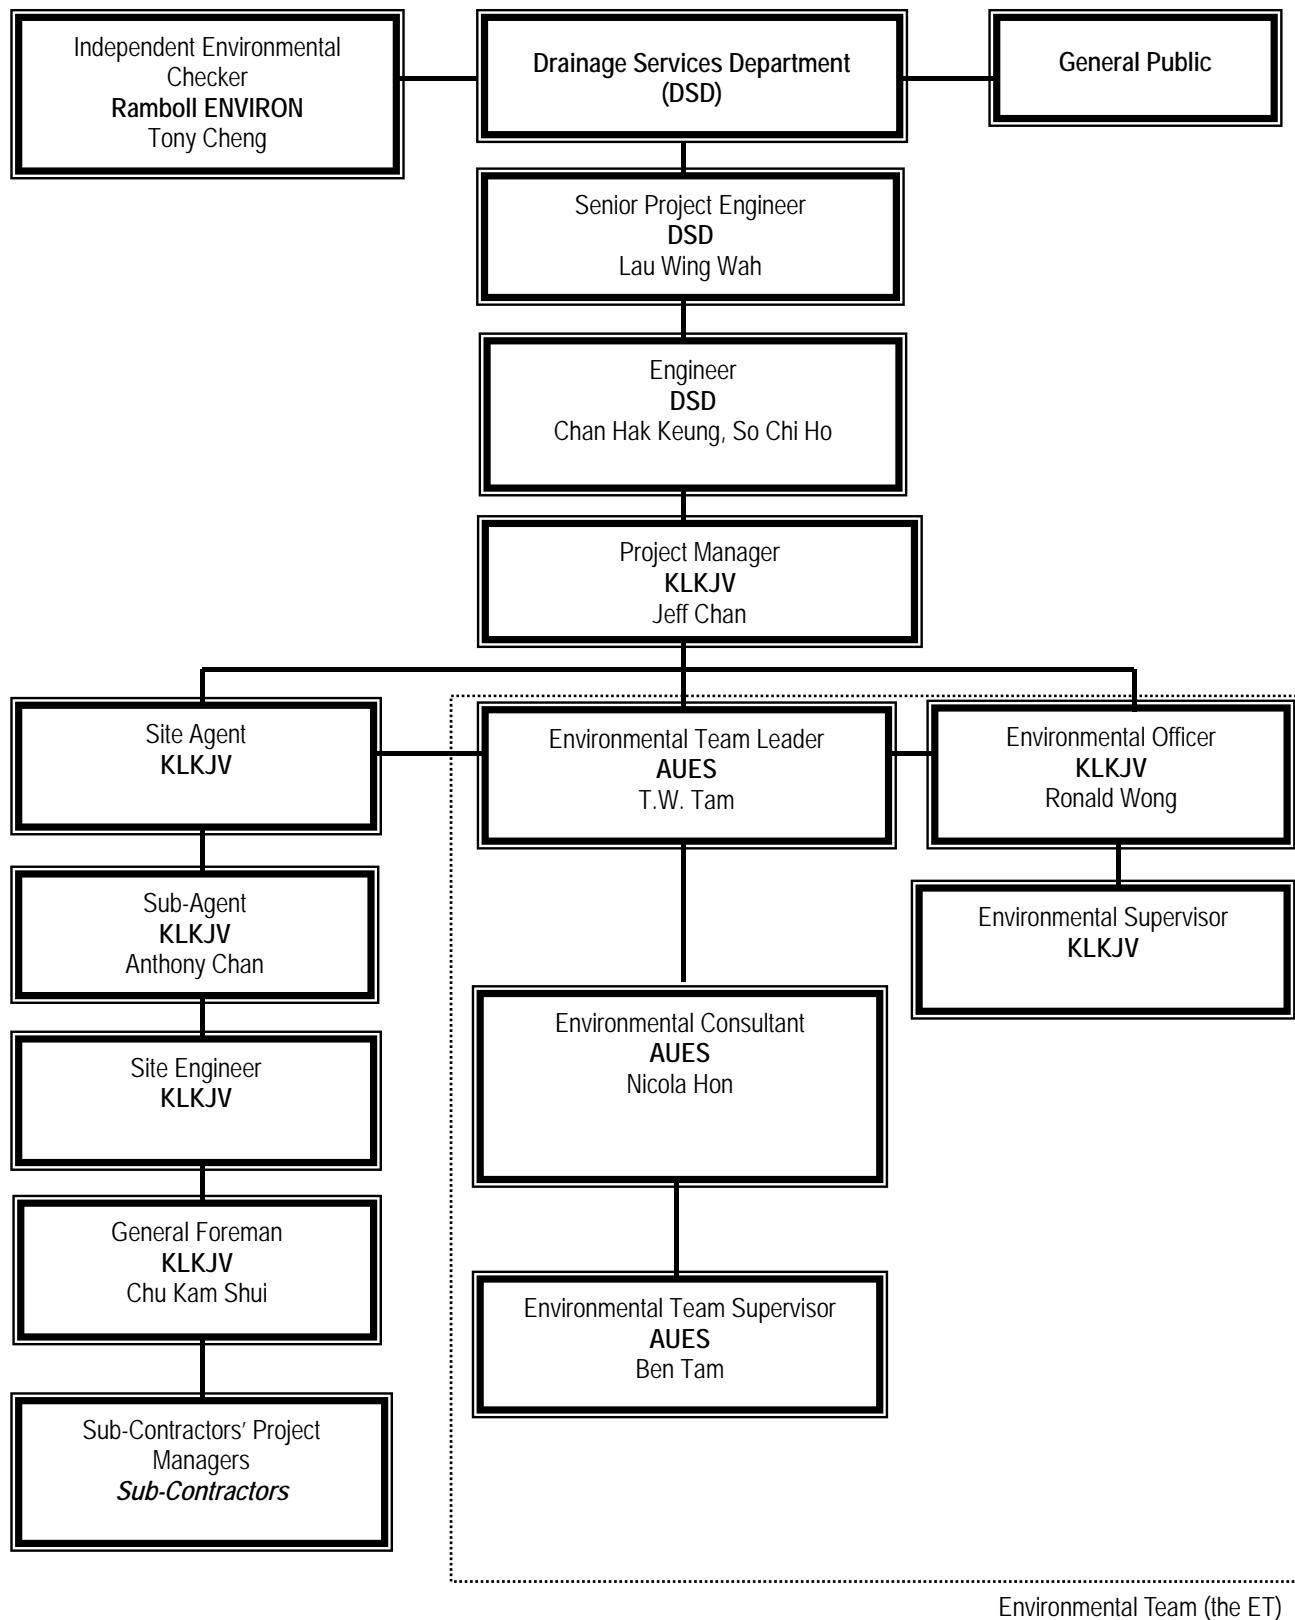 Independent Environmental
Checker
Ramboll ENVIRON
Tony Cheng
Drainage Services Department
(DSD)
General Public
Senior Project Engineer
DSD
Lau Wing Wah
Engineer
DSD
Chan Hak Keung, So Chi Ho
Project Manager
KLKJV
Jeff Chan
Site Agent
KLKJV
Environmental Team Leader
AUES
T.W. Tam
Environmental Officer
KLKJV
Ronald Wong
Sub-Agent
KLKJV
Anthony Chan
Environmental Supervisor
KLKJV
Site Engineer
KLKJV
Environmental Consultant
AUES
Nicola Hon
General Foreman
KLKJV
Chu Kam Shui
Environmental Team Supervisor
AUES
Ben Tam
Sub-Contractors’ Project
Managers
Sub-Contractors
Environmental Team (the ET)